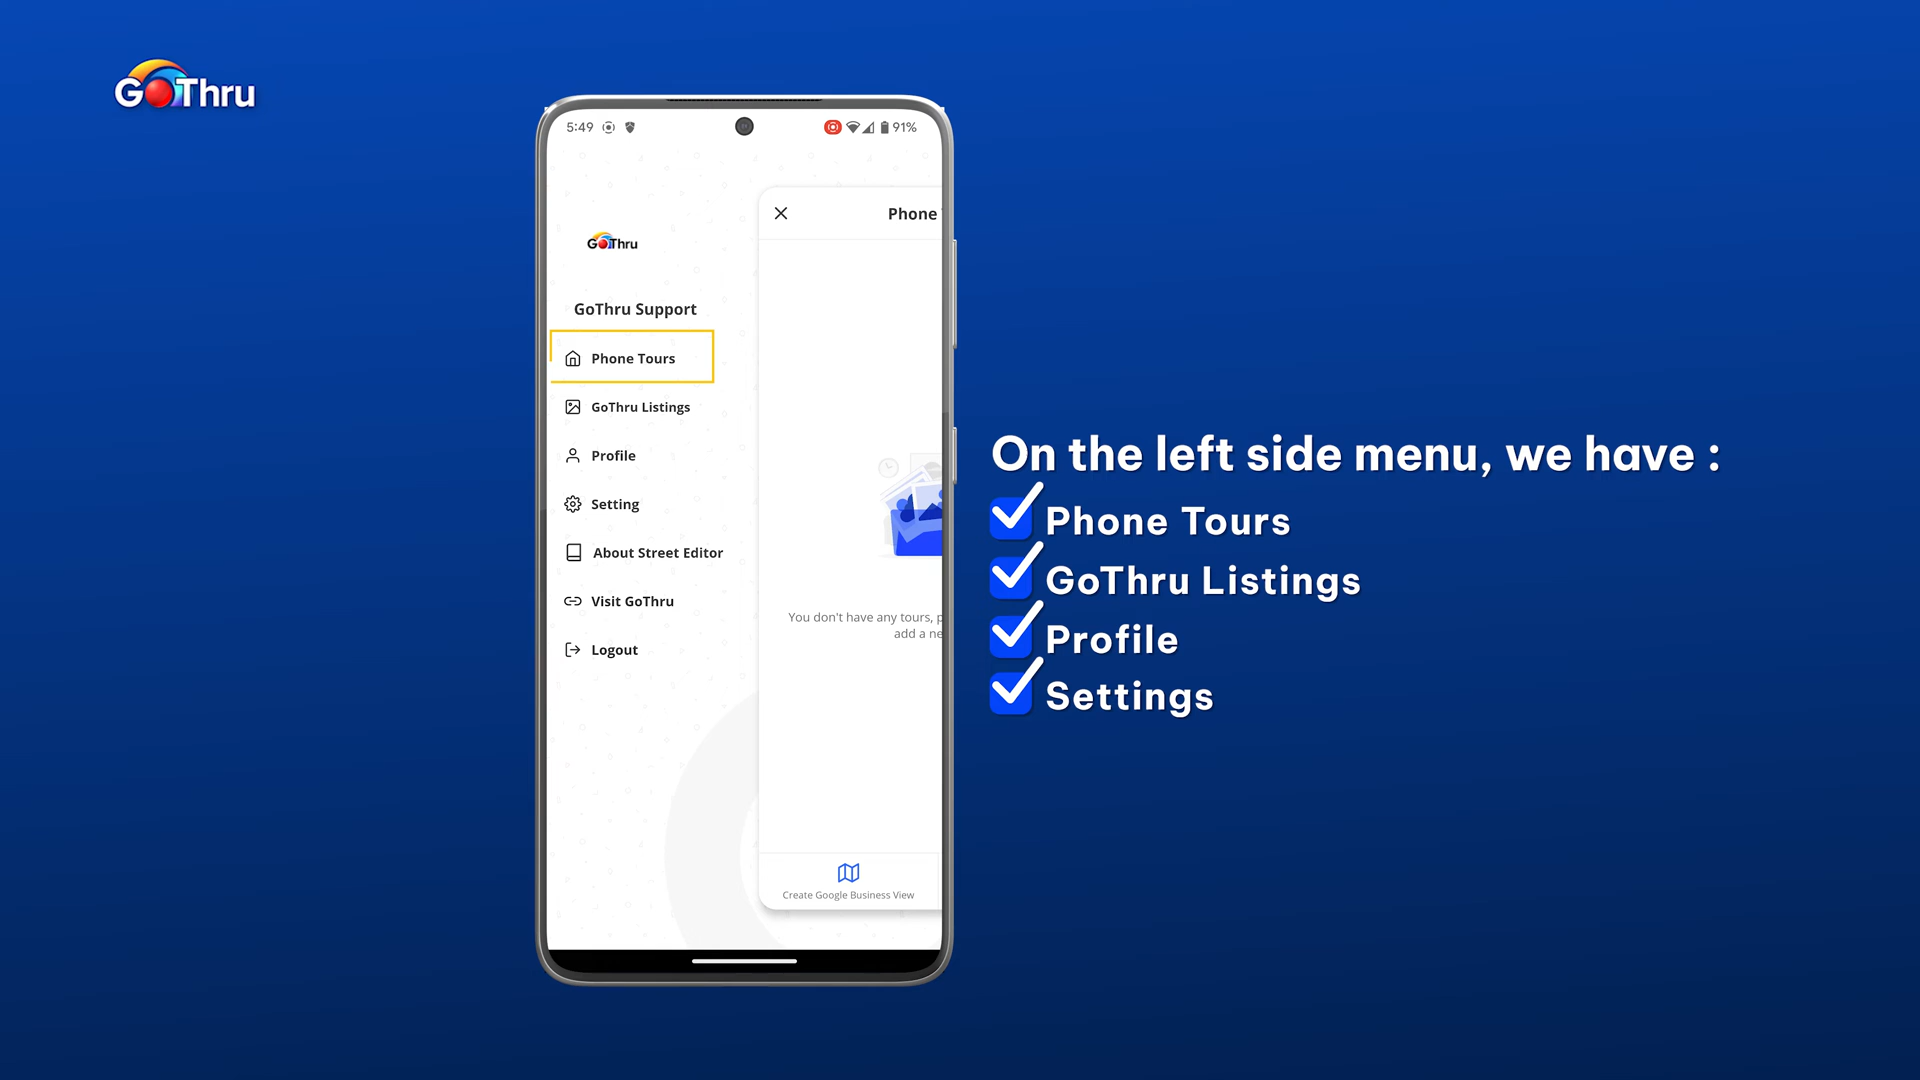 GoThru
5:49
91%
Phone
GoThru
GoThru Support
Phone Tours
GoThru Listings
Profile
Setting
About Street Editor
Visit GoThru
Logout
You don't have any tours, p
add a ne
Create Google Business View
On the left side menu, we have :
Phone Tours
GoThru Listings
Profile
Settings